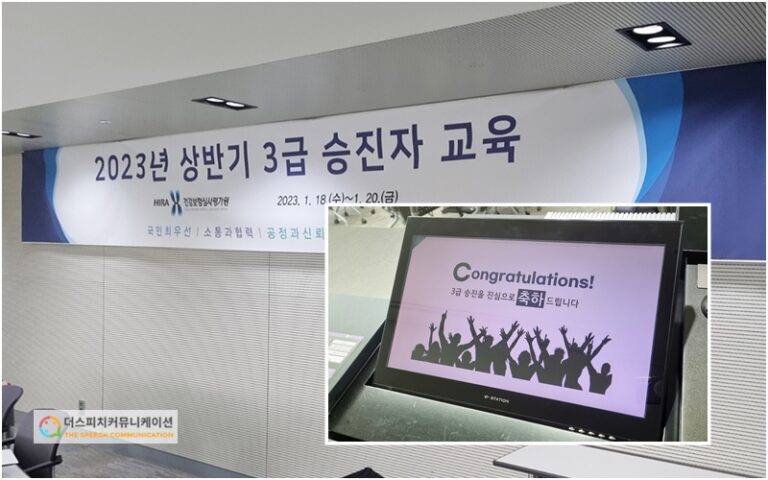 2023년 상반기 3급 승진자 교육
HIRA 건강보험심사평가원
2023. 1. 18.(수)~1. 20.(금)
국민최우선 / 소통과협력 / 공정과신뢰
Congratulations!
3급 승진을 진심으로 축하드립니다
STATION
더스피치커뮤니케이션
THE SPEECH COMMUNICATION